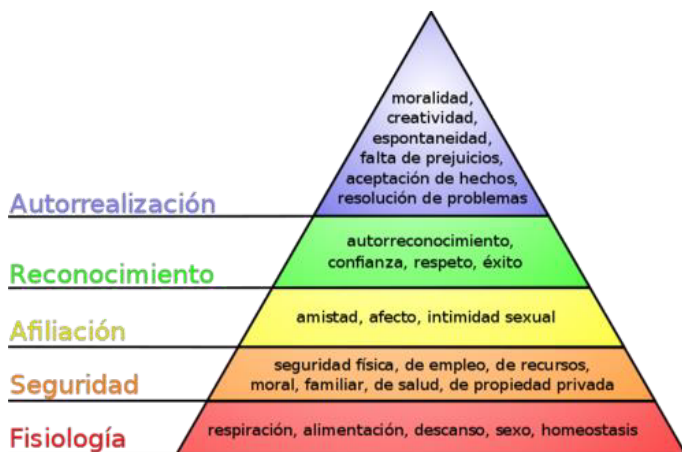 moralidad,
creatividad,
espontaneidad,
falta de prejuicios,
aceptación de hechos,
resolución de problemas
Autorrealización
autorreconocimiento,
confianza, respeto, éxito
Reconocimiento
amistad, afecto, intimidad sexual
Afiliación
seguridad física, de empleo, de recursos,
moral, familiar, de salud, de propiedad privada
Seguridad
respiración, alimentación, descanso, sexo, homeostasis
Fisiología